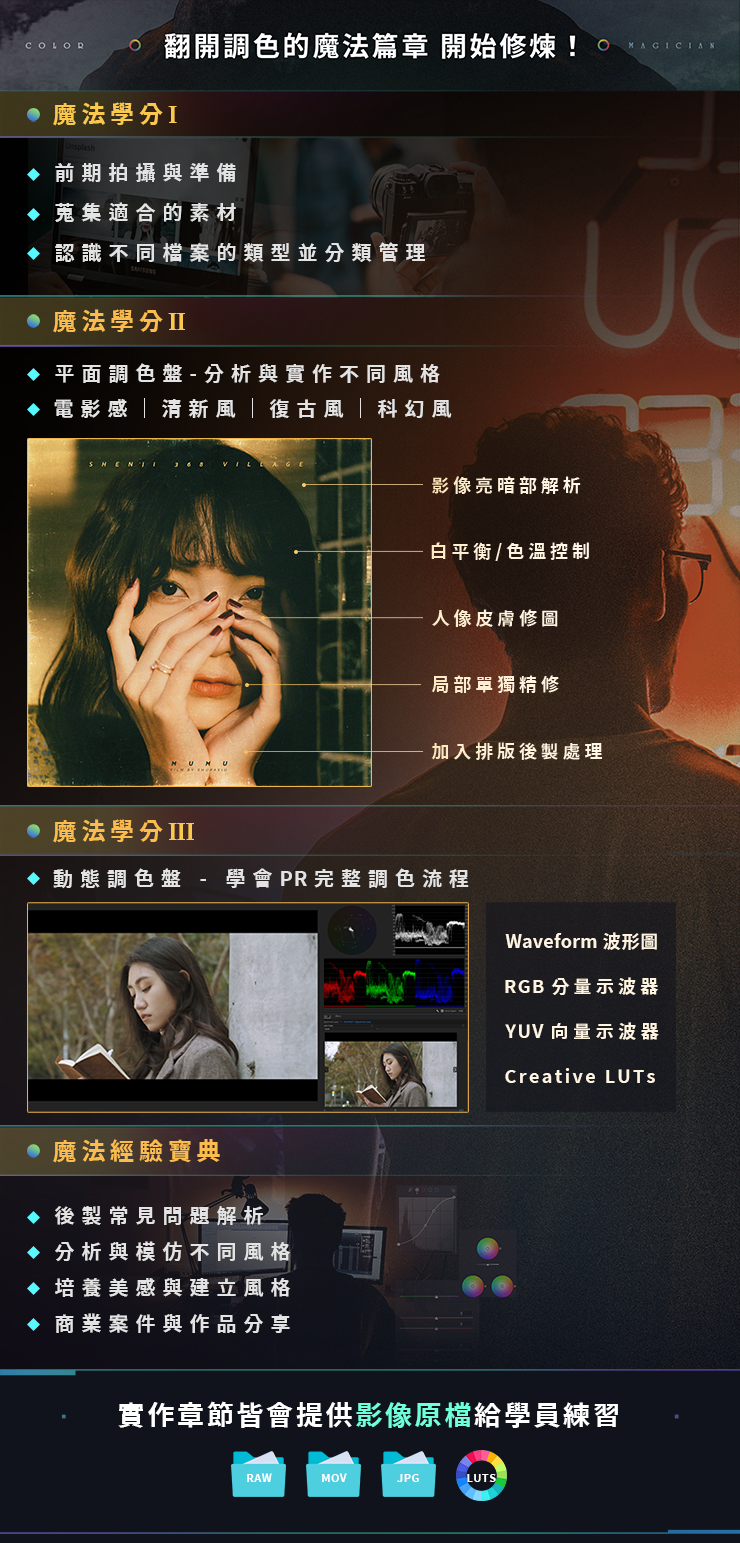 COLOR
翻開調色的魔法篇章 開始修煉！
MAGICIAN
魔法學分I
前期拍攝與準備
蒐集適合的素材
認識不同檔案的類型並分類管理
Unsplash
SAMSUNG
魔法學分II
平面調色盤-分析與實作不同風格
電影感｜清新風｜復古風｜科幻風
SHENJI 368 VILLAGE
影像亮暗部解析
白平衡/色溫控制
人像皮膚修圖
局部單獨精修
加入排版後製處理
NUMU
魔法學分III
動態調色盤 - 學會PR完整調色流程
Waveform 波形圖
RGB 分量示波器
YUV 向量示波器
Creative LUTs
魔法經驗寶典
後製常見問題解析
分析與模仿不同風格
培養美感與建立風格
商業案件與作品分享
實作章節皆會提供影像原檔給學員練習
RAW
MOV
JPG
LUTS